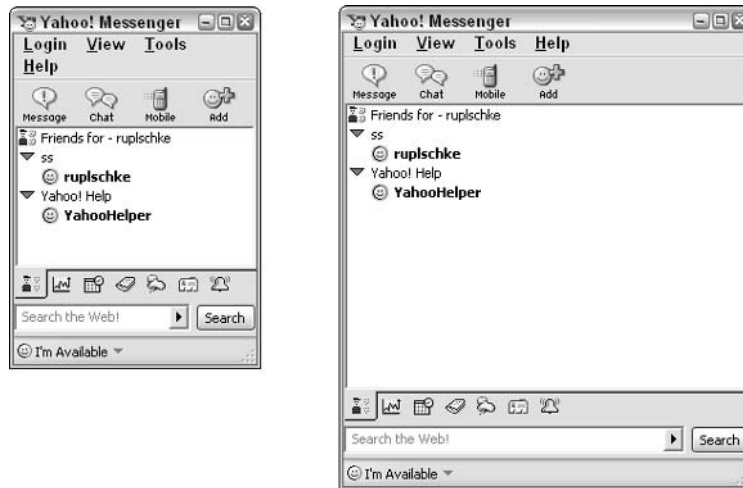 Yahoo! Messenger
Login View Tools
Help
Message Chat Mobile Add
Friends for - ruplschke
ss
ruplschke
Yahoo! Help
YahooHelper
Search the Web! Search
I'm Available
Yahoo! Messenger
Login View Tools Help
Message Chat Mobile Add
Friends for - ruplschke
ss
ruplschke
Yahoo! Help
YahooHelper
Search the Web! Search
I'm Available